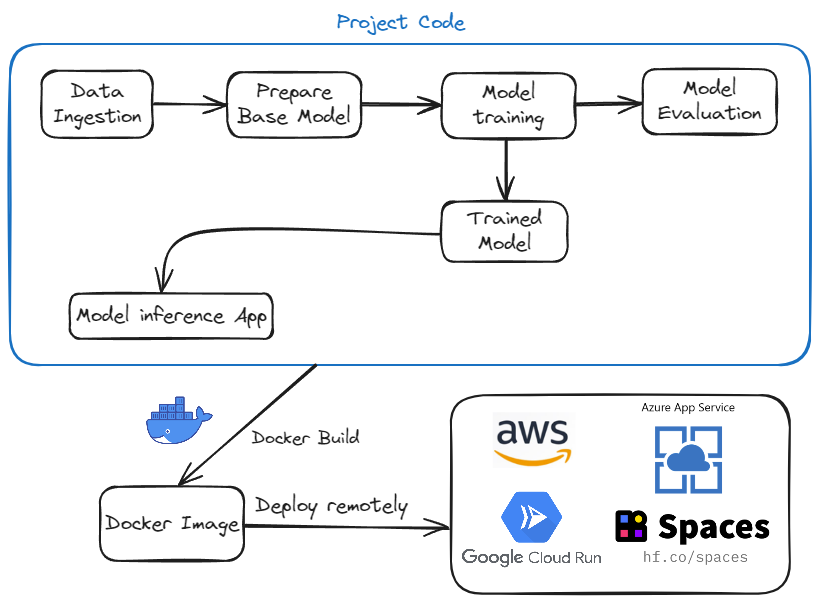 Project Code
Data
Ingestion
Prepare
Base Model
Model
training
Model
Evaluation
Trained
Model
Model inference App
Docker Build
Docker Image
Deploy remotely
aws
Azure App Service
Google Cloud Run
Spaces
hf.co/spaces